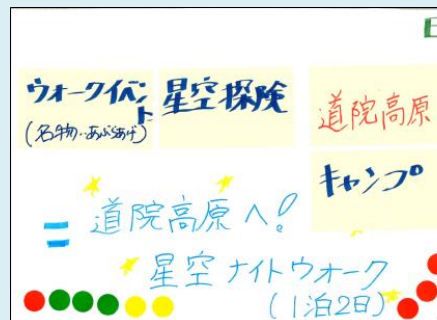 ウォークイベント
(名物‥あぶらあげ)
星空探険
道院高原
キャンプ
= 道院高原へ!
星空ナイトウォーク
(1泊2日)